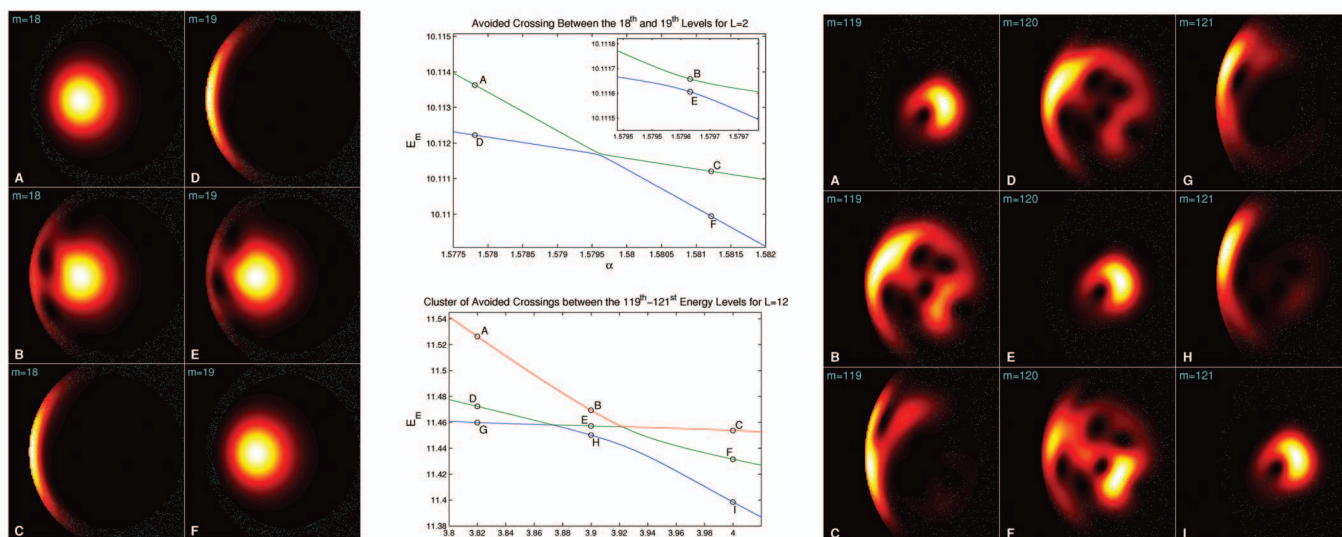 m=18
A
m=19
D
m=18
B
m=19
E
m=18
C
m=19
F
Avoided Crossing Between the 18th and 19th Levels for L=2
10.115
10.114
10.113
10.112
10.111
10.11
E_m
1.5775
1.578
1.5785
1.579
1.5795
1.58
1.5805
1.581
1.5815
1.582
α
A
D
C
F
10.1118
10.1117
10.1116
10.1115
1.5795
1.5795
1.5796
1.5797
1.5797
B
E
Cluster of Avoided Crossings between the 119th−121st Energy Levels for L=12
11.54
11.52
11.5
11.48
11.46
11.44
11.42
11.4
11.38
E_m
3.8
3.82
3.84
3.86
3.88
3.9
3.92
3.94
3.96
3.98
4
A
D
G
B
E
H
C
F
I
m=119
A
m=120
D
m=121
G
m=119
B
m=120
E
m=121
H
m=119
C
m=120
F
m=121
I